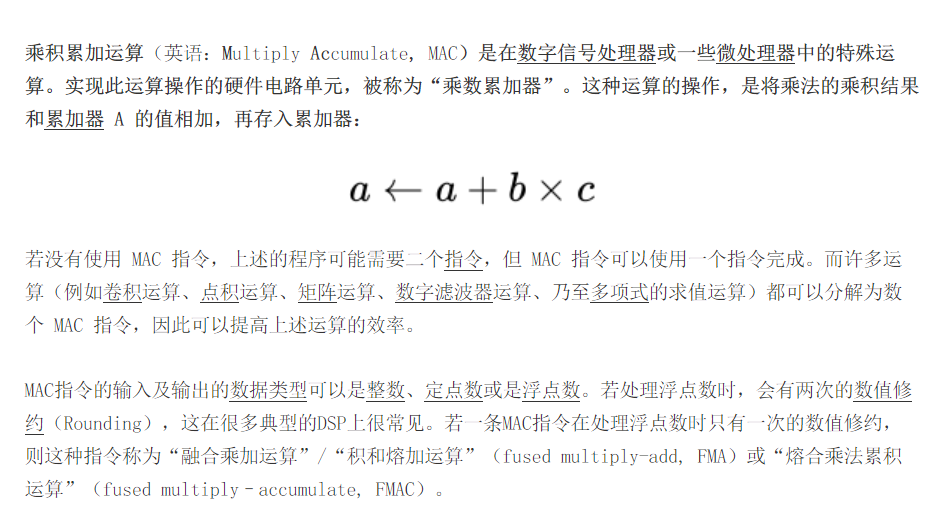 乘积累加运算（英语：Multiply Accumulate, MAC）是在数字信号处理器或一些微处理器中的特殊运
算。实现此运算操作的硬件电路单元，被称为“乘数累加器”。这种运算的操作，是将乘法的乘积结果
和累加器 A 的值相加，再存入累加器：
a ← a + b × c
若没有使用 MAC 指令，上述的程序可能需要二个指令，但 MAC 指令可以使用一个指令完成。而许多运
算（例如卷积运算、点积运算、矩阵运算、数字滤波器运算、乃至多项式的求值运算）都可以分解为数
个 MAC 指令，因此可以提高上述运算的效率。
MAC指令的输入及输出的数据类型可以是整数、定点数或是浮点数。若处理浮点数时，会有两次的数值修
约（Rounding），这在很多典型的DSP上很常见。若一条MAC指令在处理浮点数时只有一次的数值修约，
则这种指令称为“融合乘加运算”/“积和熔加运算”（fused multiply-add, FMA）或“熔合乘法累积
运算”（fused multiply–accumulate, FMAC）。